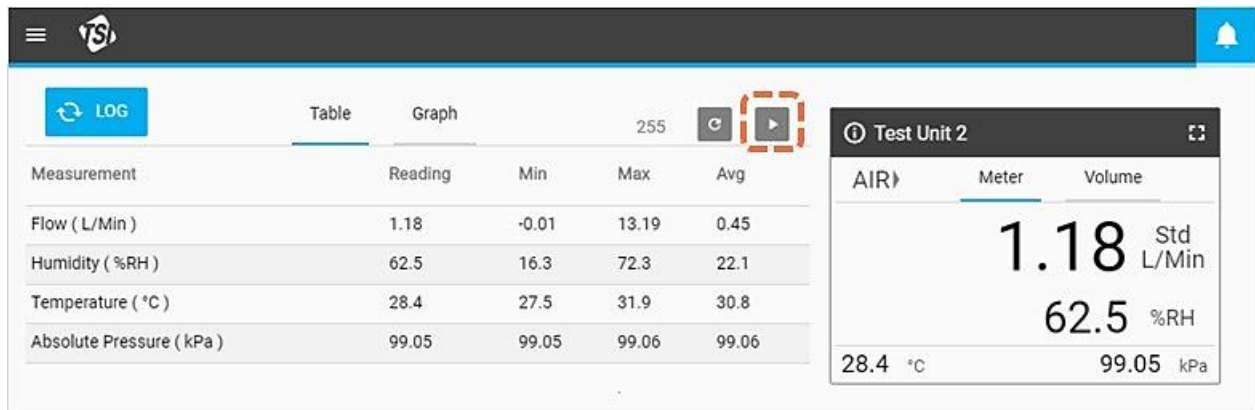 TSI
LOG Table Graph 255
Measurement Reading Min Max Avg
Flow ( L/Min ) 1.18 -0.01 13.19 0.45
Humidity ( %RH ) 62.5 16.3 72.3 22.1
Temperature ( °C ) 28.4 27.5 31.9 30.8
Absolute Pressure ( kPa ) 99.05 99.05 99.06 99.06
Test Unit 2
AIR Meter Volume
1.18 Std L/Min
62.5 %RH
28.4 °C 99.05 kPa